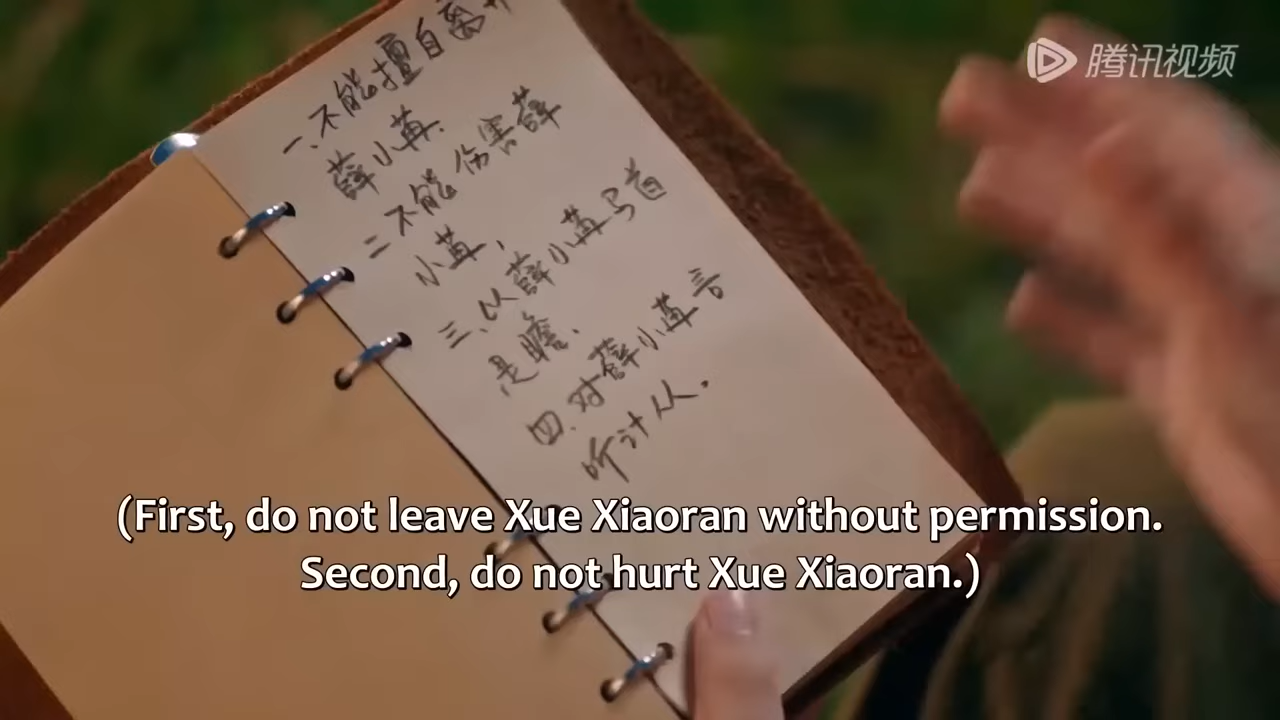 腾讯视频
一.不能擅自离
薛小苒.
二 不能伤害薛
小苒,
三、以薛小苒马首
是瞻.
四.对薛小苒言
听计从.
(First, do not leave Xue Xiaoran without permission.
Second, do not hurt Xue Xiaoran.)